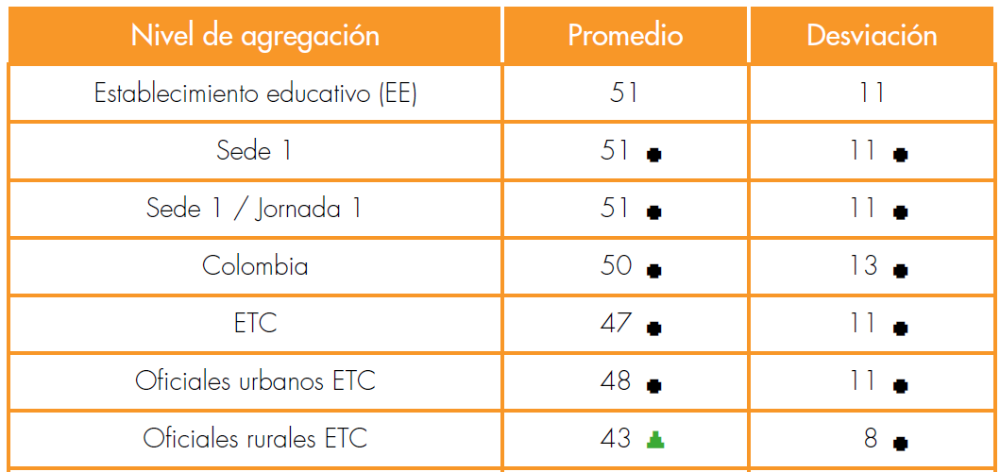 Nivel de agregación Promedio Desviación
Establecimiento educativo (EE) 51 11
Sede 1 51 11
Sede 1 / Jornada 1 51 11
Colombia 50 13
ETC 47 11
Oficiales urbanos ETC 48 11
Oficiales rurales ETC 43 8